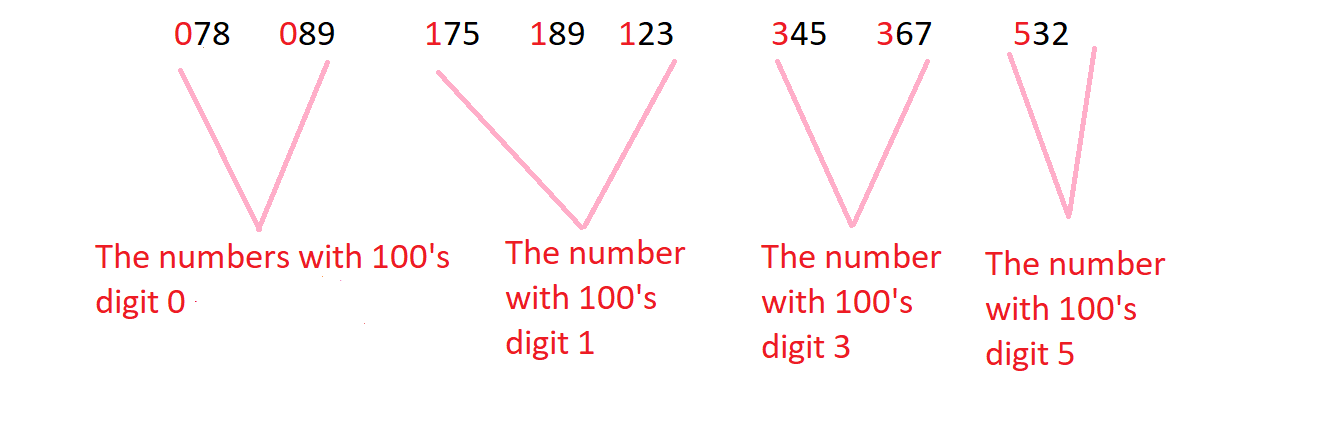 078 089 175 189 123 345 367 532
The numbers with 100's
digit 0
The number
with 100's
digit 1
The number
with 100's
digit 3
The number
with 100's
digit 5